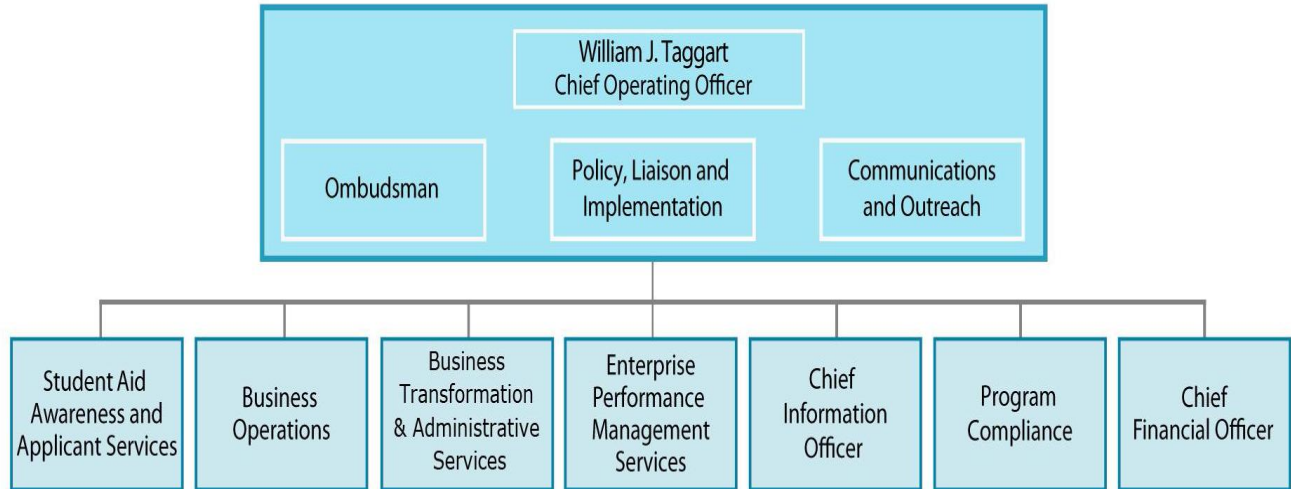 William J. Taggart
Chief Operating Officer
Ombudsman
Policy, Liaison and
Implementation
Communications
and Outreach
Student Aid
Awareness and
Applicant Services
Business
Operations
Business
Transformation
& Administrative
Services
Enterprise
Performance
Management
Services
Chief
Information
Officer
Program
Compliance
Chief
Financial Officer